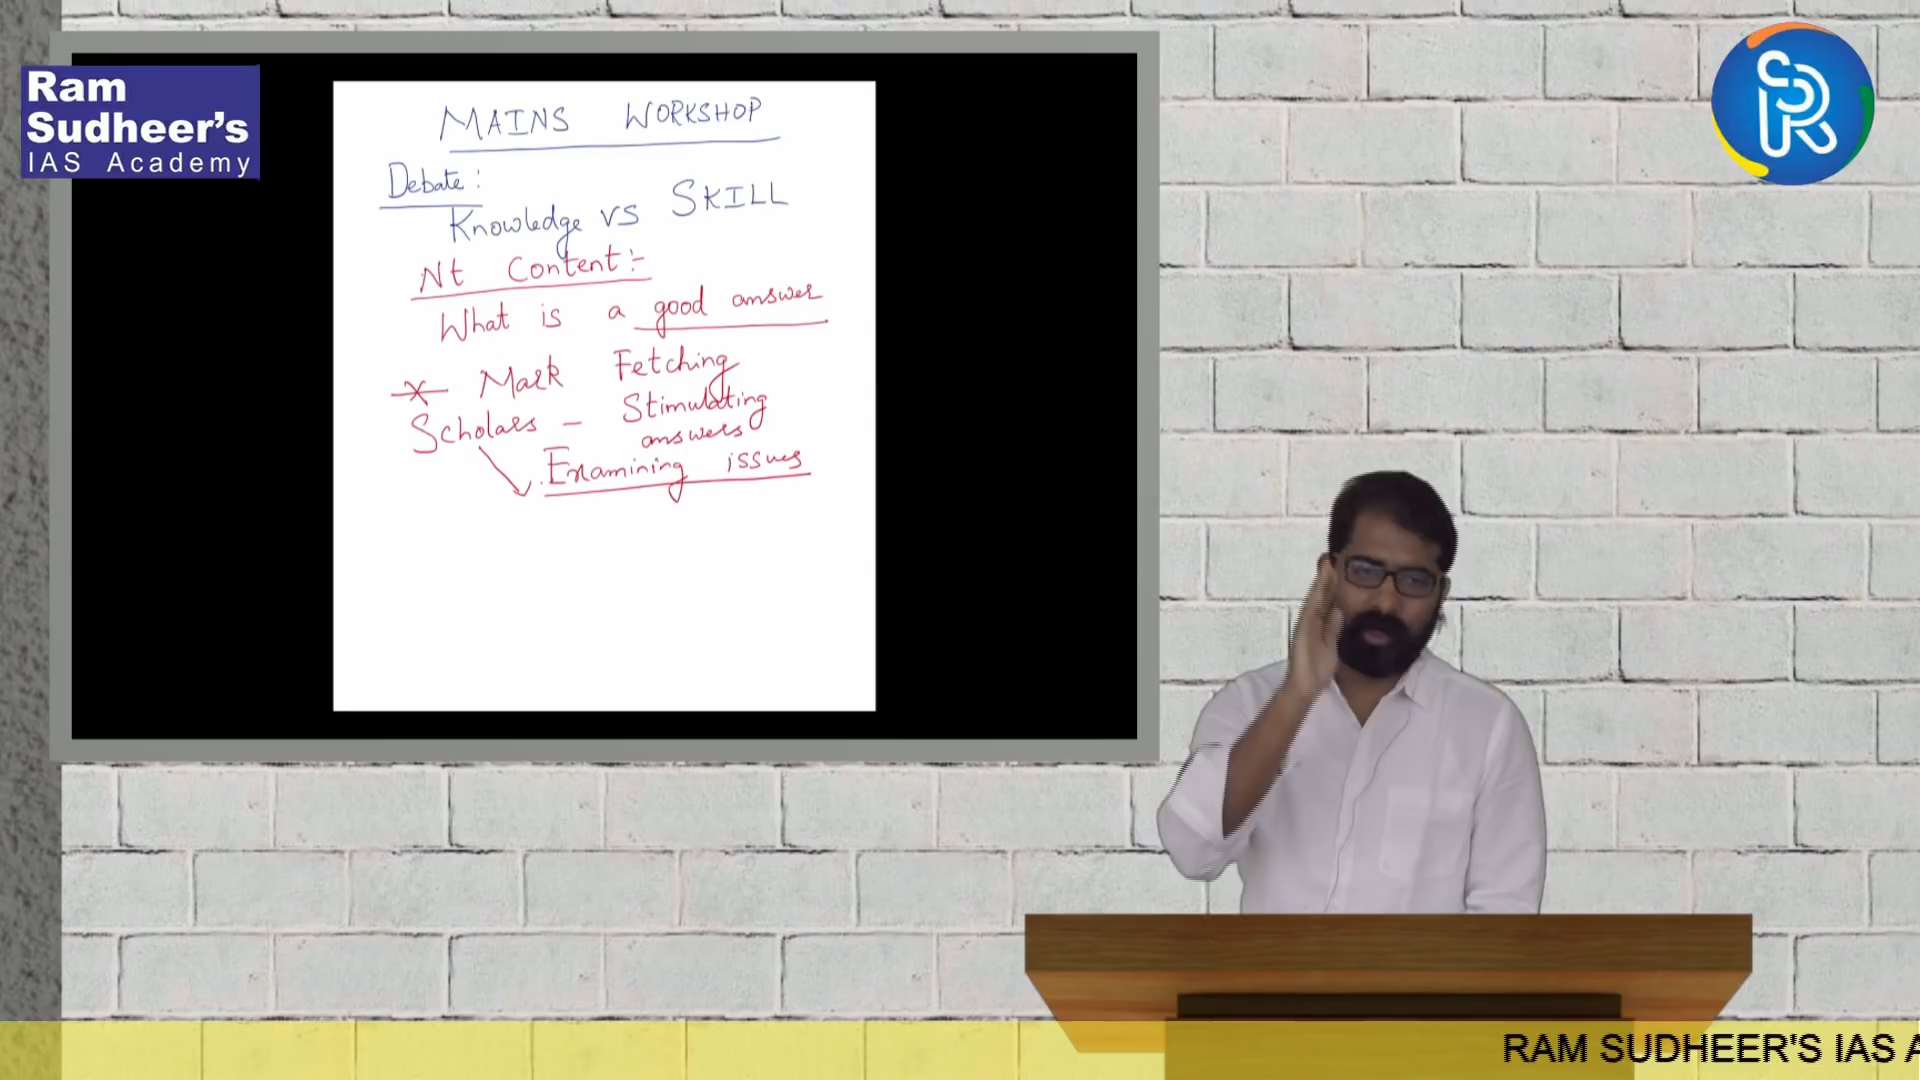 Ram
Sudheer's
IAS Academy
MAINS WORKSHOP
Debate:
Knowledge vs SKILL
Nt Content:-
What is a good answer
Mark Fetching
Scholars - Stimulating
answers
Examining issues
RAM SUDHEER'S IAS A